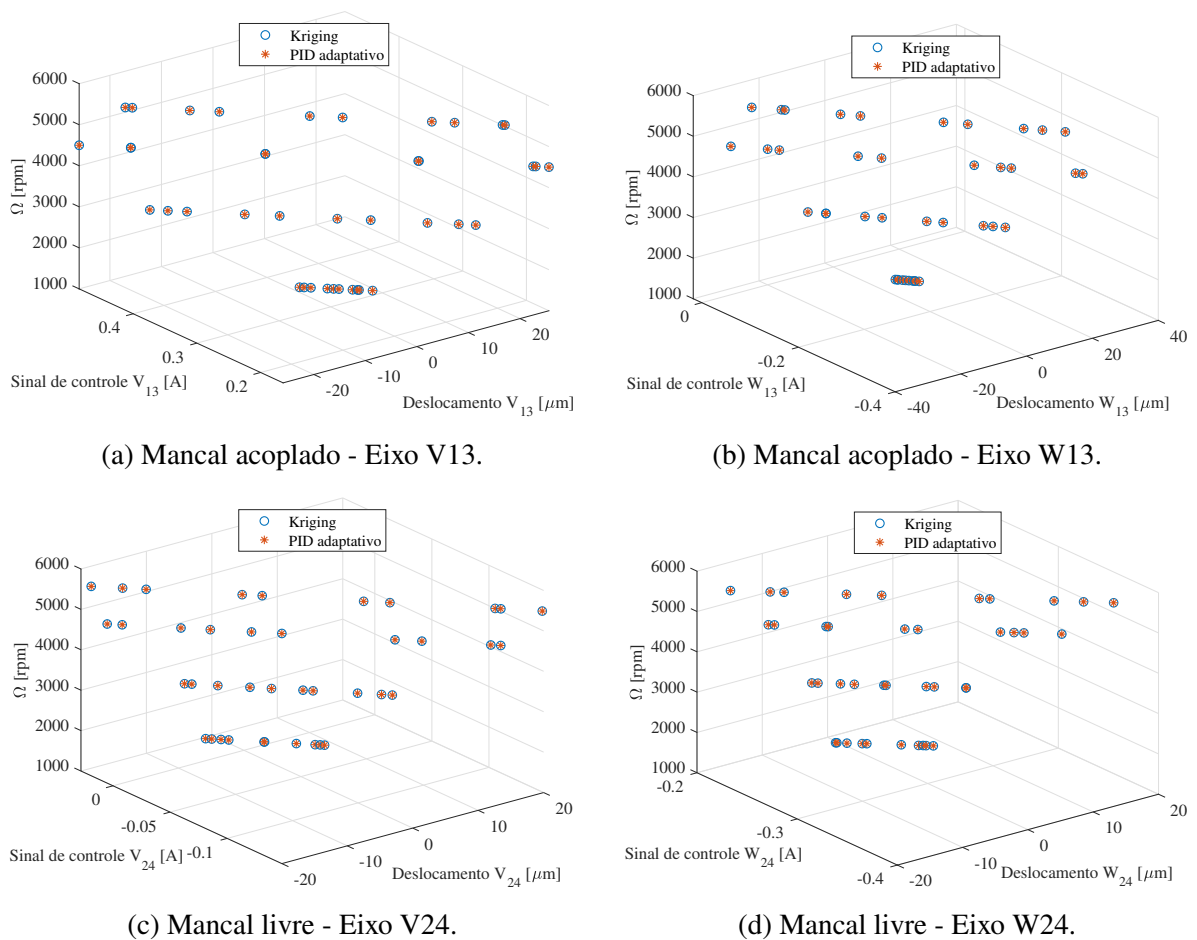 Kriging
PID adaptativo
6000
5000
4000
3000
2000
1000
Ω [rpm]
0.4
0.3
0.2
Sinal de controle V13 [A]
-20
-10
0
10
20
Deslocamento V13 [μm]
(a) Mancal acoplado - Eixo V13.
Kriging
PID adaptativo
6000
5000
4000
3000
2000
1000
Ω [rpm]
0
-0.2
-0.4
Sinal de controle W13 [A]
-40
-20
0
20
40
Deslocamento W13 [μm]
(b) Mancal acoplado - Eixo W13.
Kriging
PID adaptativo
6000
5000
4000
3000
2000
1000
Ω [rpm]
0
-0.05
-0.1
Sinal de controle V24 [A]
-20
-10
0
10
20
Deslocamento V24 [μm]
(c) Mancal livre - Eixo V24.
Kriging
PID adaptativo
6000
5000
4000
3000
2000
1000
Ω [rpm]
-0.2
-0.3
-0.4
Sinal de controle W24 [A]
-20
-10
0
10
20
Deslocamento W24 [μm]
(d) Mancal livre - Eixo W24.